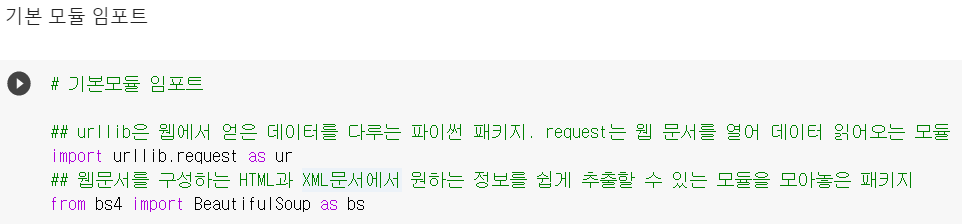 기본 모듈 임포트
# 기본모듈 임포트
## urllib은 웹에서 얻은 데이터를 다루는 파이썬 패키지. request는 웹 문서를 열어 데이터 읽어오는 모듈
import urllib.request as ur
## 웹문서를 구성하는 HTML과 XML문서에서 원하는 정보를 쉽게 추출할 수 있는 모듈을 모아놓은 패키지
from bs4 import BeautifulSoup as bs